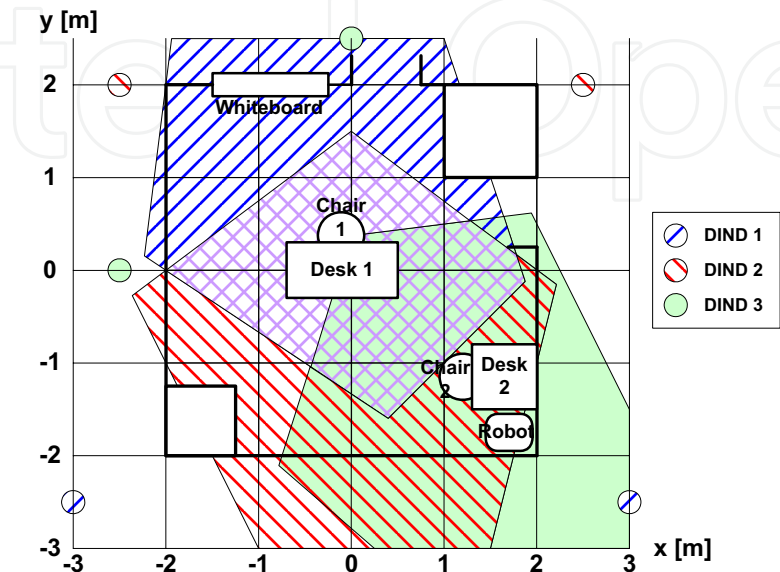 y [m]
2
Whiteboard
1
Chair
1
DIND 1
0
Desk 1
DIND 2
DIND 3
-1
Chair
2
Desk
2
Robot
-2
-3
-3
-2
-1
0
1
2
3
x [m]